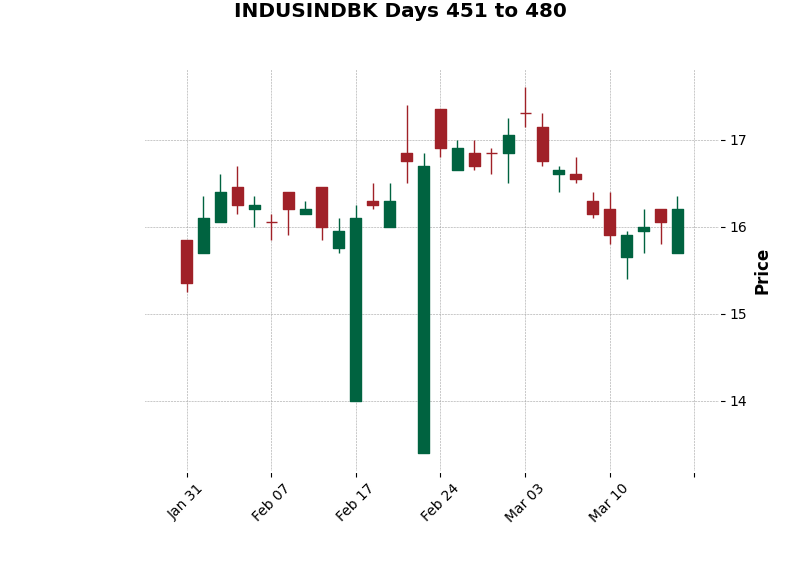 INDUSINDBK Days 451 to 480
17
16
15
14
Price
Jan 31
Feb 07
Feb 17
Feb 24
Mar 03
Mar 10